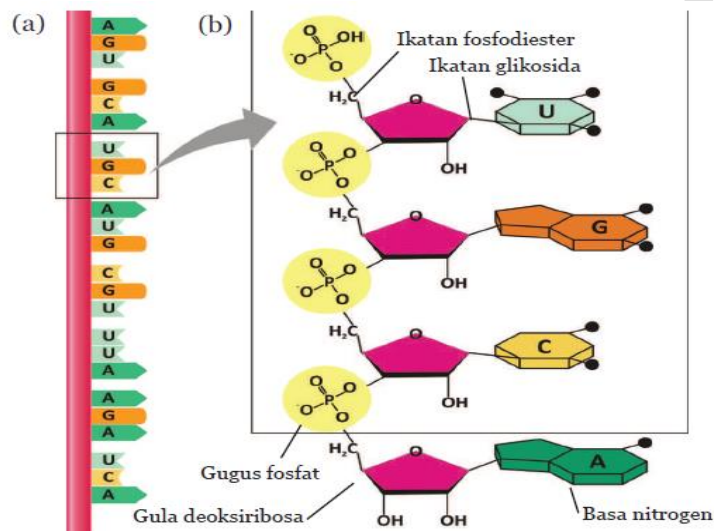 (a)
A
G
U
G
C
A
U
G
C
A
U
G
C
G
U
U
U
A
A
G
A
U
C
A
(b)
Ikatan fosfodiester
Ikatan glikosida
O
⁻O P OH
O
H₂C
O
U
OH
O
⁻O P O
O
H₂C
O
G
OH
O
⁻O P O
O
H₂C
O
C
OH
O
⁻O P O
O
H₂C
O
A
OH OH
Gugus fosfat
Gula deoksiribosa
Basa nitrogen